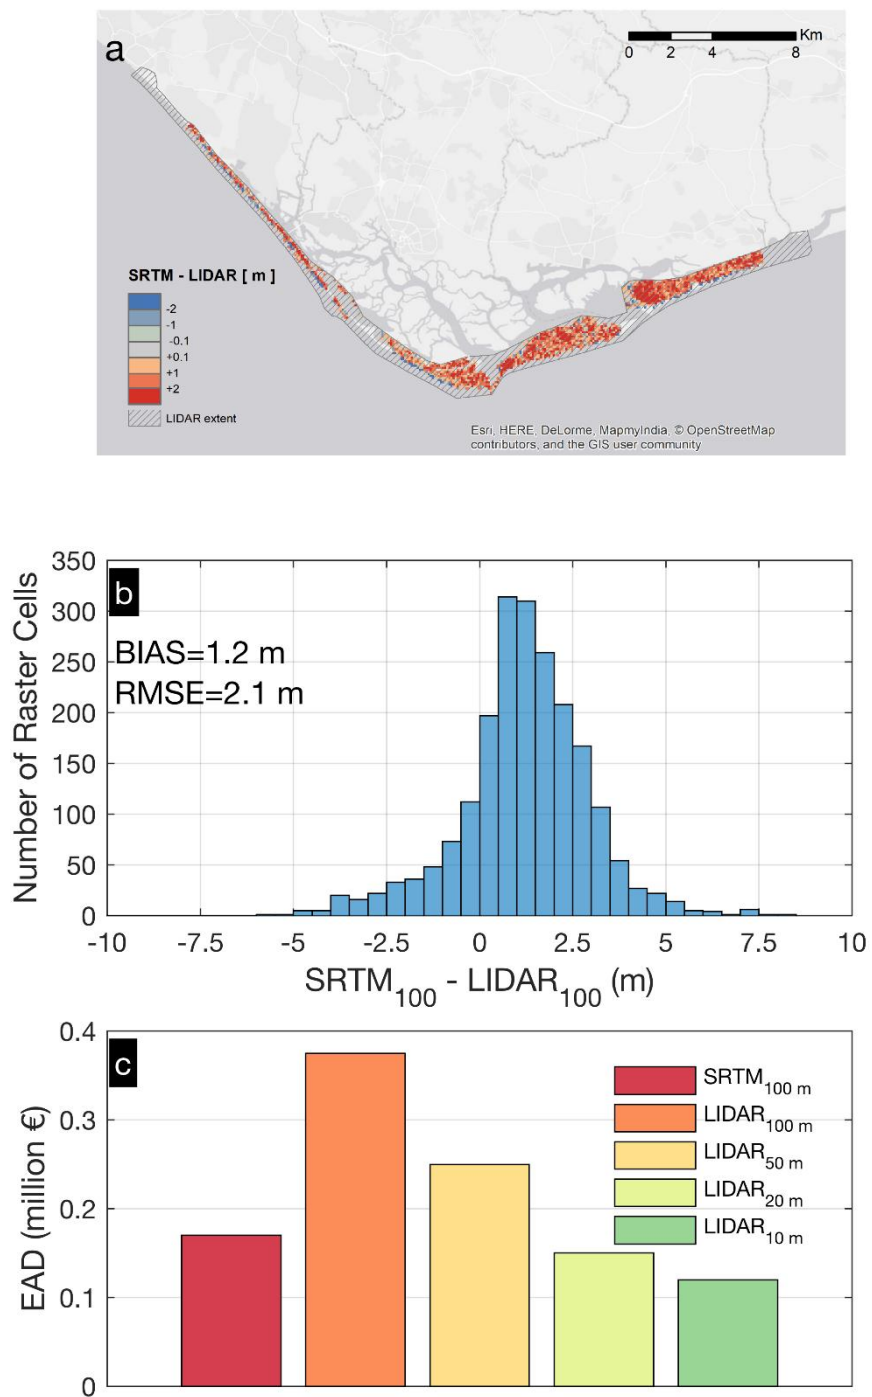 a
Km
0 2 4 8
SRTM - LIDAR [ m ]
-2
-1
-0.1
+0.1
+1
+2
LIDAR extent
Esri, HERE, DeLorme, MapmyIndia, © OpenStreetMap
contributors, and the GIS user community
b
BIAS=1.2 m
RMSE=2.1 m
Number of Raster Cells
350
300
250
200
150
100
50
0
-10 -7.5 -5 -2.5 0 2.5 5 7.5 10
SRTM100 - LIDAR100 (m)
c
EAD (million €)
0.4
0.3
0.2
0.1
0
SRTM100 m
LIDAR100 m
LIDAR50 m
LIDAR20 m
LIDAR10 m